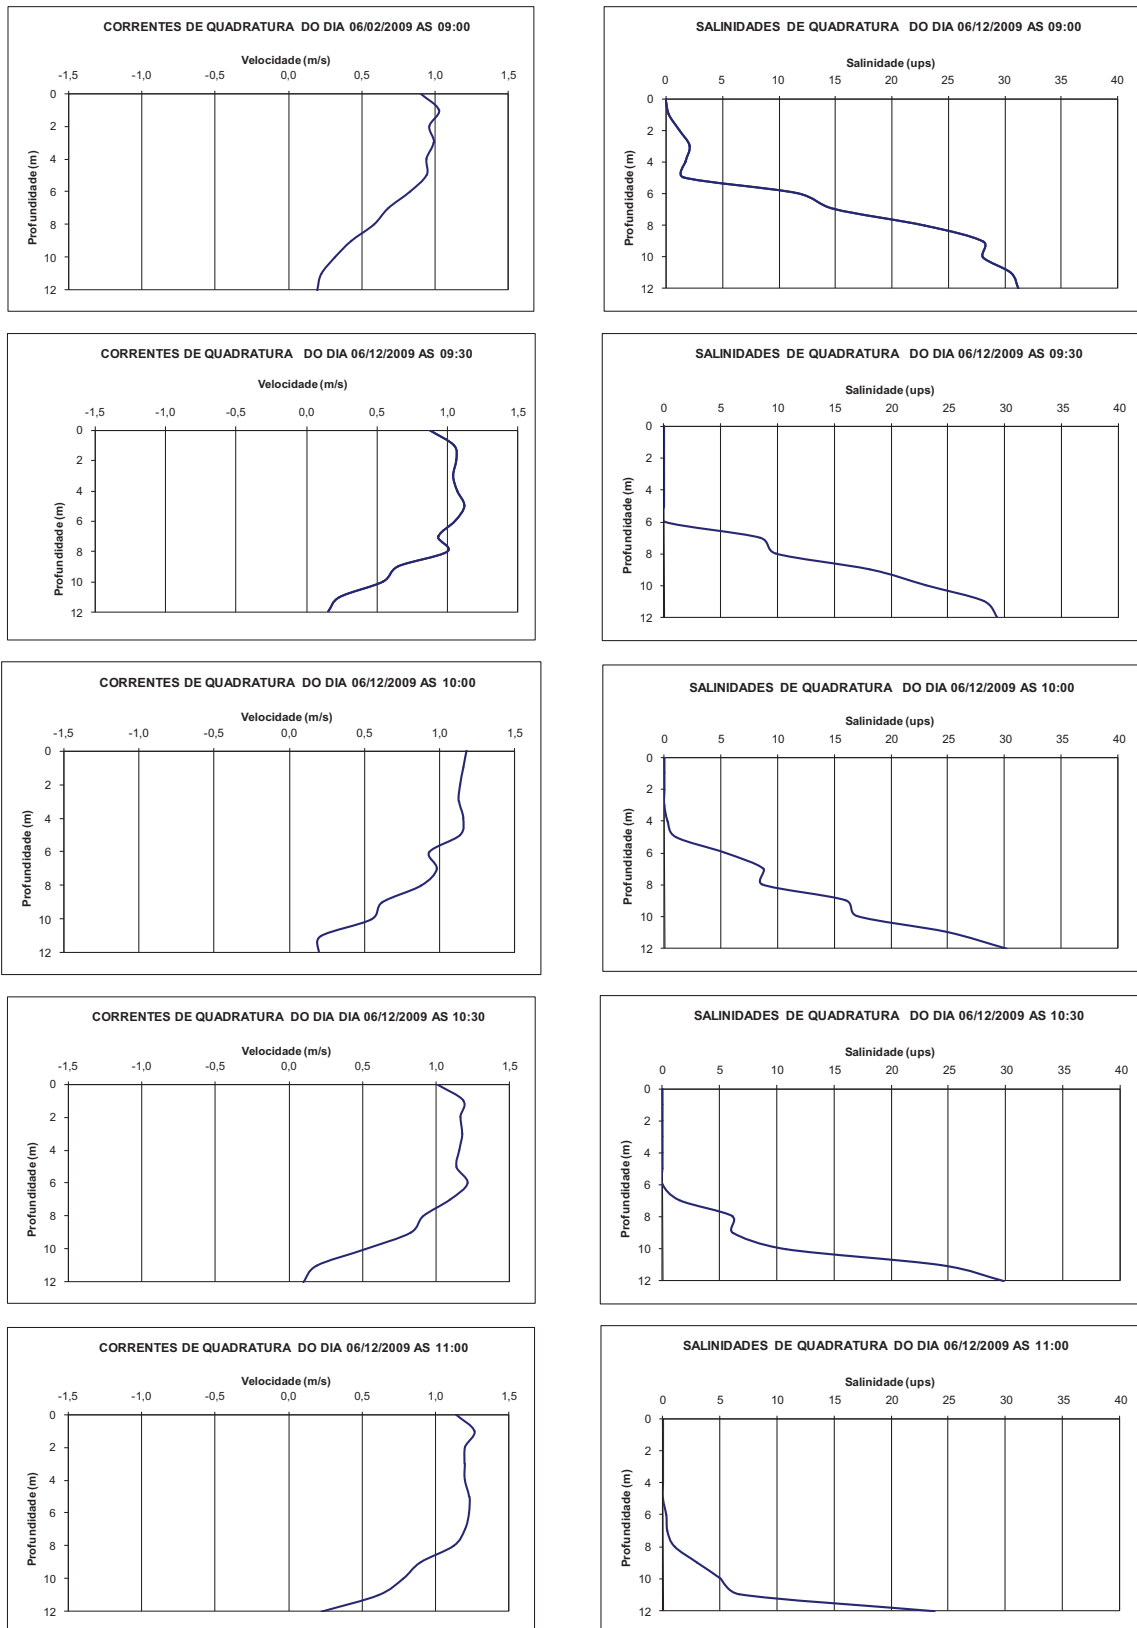 CORRENTES DE QUADRATURA DO DIA 06/02/2009 AS 09:00
Velocidade (m/s)
-1,5 -1,0 -0,5 0,0 0,5 1,0 1,5
0
2
4
6
8
10
12
Profundidade (m)
SALINIDADES DE QUADRATURA DO DIA 06/12/2009 AS 09:00
Salinidade (ups)
0 5 10 15 20 25 30 35 40
0
2
4
6
8
10
12
Profundidade (m)
CORRENTES DE QUADRATURA DO DIA 06/12/2009 AS 09:30
Velocidade (m/s)
-1,5 -1,0 -0,5 0,0 0,5 1,0 1,5
0
2
4
6
8
10
12
Profundidade (m)
SALINIDADES DE QUADRATURA DO DIA 06/12/2009 AS 09:30
Salinidade (ups)
0 5 10 15 20 25 30 35 40
0
2
4
6
8
10
12
Profundidade (m)
CORRENTES DE QUADRATURA DO DIA 06/12/2009 AS 10:00
Velocidade (m/s)
-1,5 -1,0 -0,5 0,0 0,5 1,0 1,5
0
2
4
6
8
10
12
Profundidade (m)
SALINIDADES DE QUADRATURA DO DIA 06/12/2009 AS 10:00
Salinidade (ups)
0 5 10 15 20 25 30 35 40
0
2
4
6
8
10
12
Profundidade (m)
CORRENTES DE QUADRATURA DO DIA DIA 06/12/2009 AS 10:30
Velocidade (m/s)
-1,5 -1,0 -0,5 0,0 0,5 1,0 1,5
0
2
4
6
8
10
12
Profundidade (m)
SALINIDADES DE QUADRATURA DO DIA 06/12/2009 AS 10:30
Salinidade (ups)
0 5 10 15 20 25 30 35 40
0
2
4
6
8
10
12
Profundidade (m)
CORRENTES DE QUADRATURA DO DIA 06/12/2009 AS 11:00
Velocidade (m/s)
-1,5 -1,0 -0,5 0,0 0,5 1,0 1,5
0
2
4
6
8
10
12
Profundidade (m)
SALINIDADES DE QUADRATURA DO DIA 06/12/2009 AS 11:00
Salinidade (ups)
0 5 10 15 20 25 30 35 40
0
2
4
6
8
10
12
Profundidade (m)